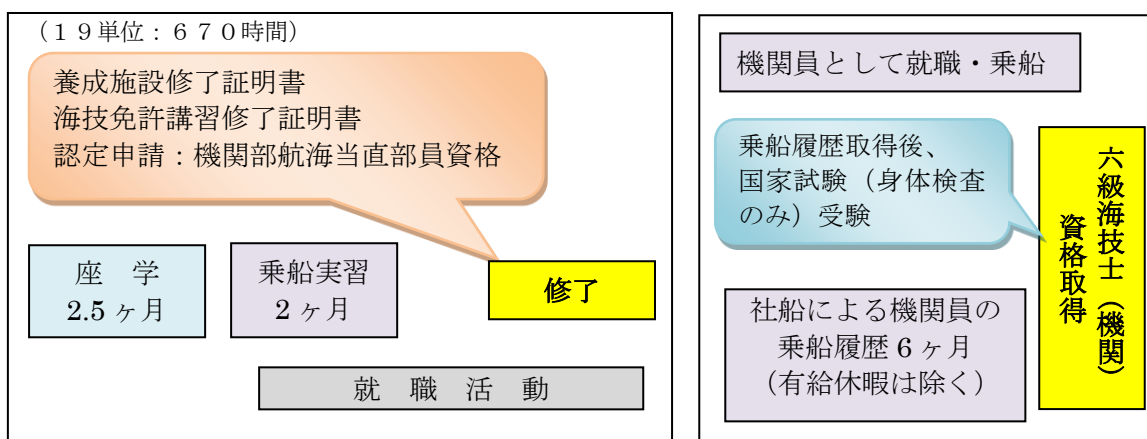 (19単位：670時間)
養成施設修了証明書
海技免許講習修了証明書
認定申請：機関部航海当直部員資格
座　学
2.5 ヶ月
乗船実習
2 ヶ月
修了
就　職　活　動
機関員として就職・乗船
乗船履歴取得後、
国家試験（身体検査
のみ）受験
社船による機関員の
乗船履歴 6 ヶ月
（有給休暇は除く）
六級海技士（機関）
資格取得